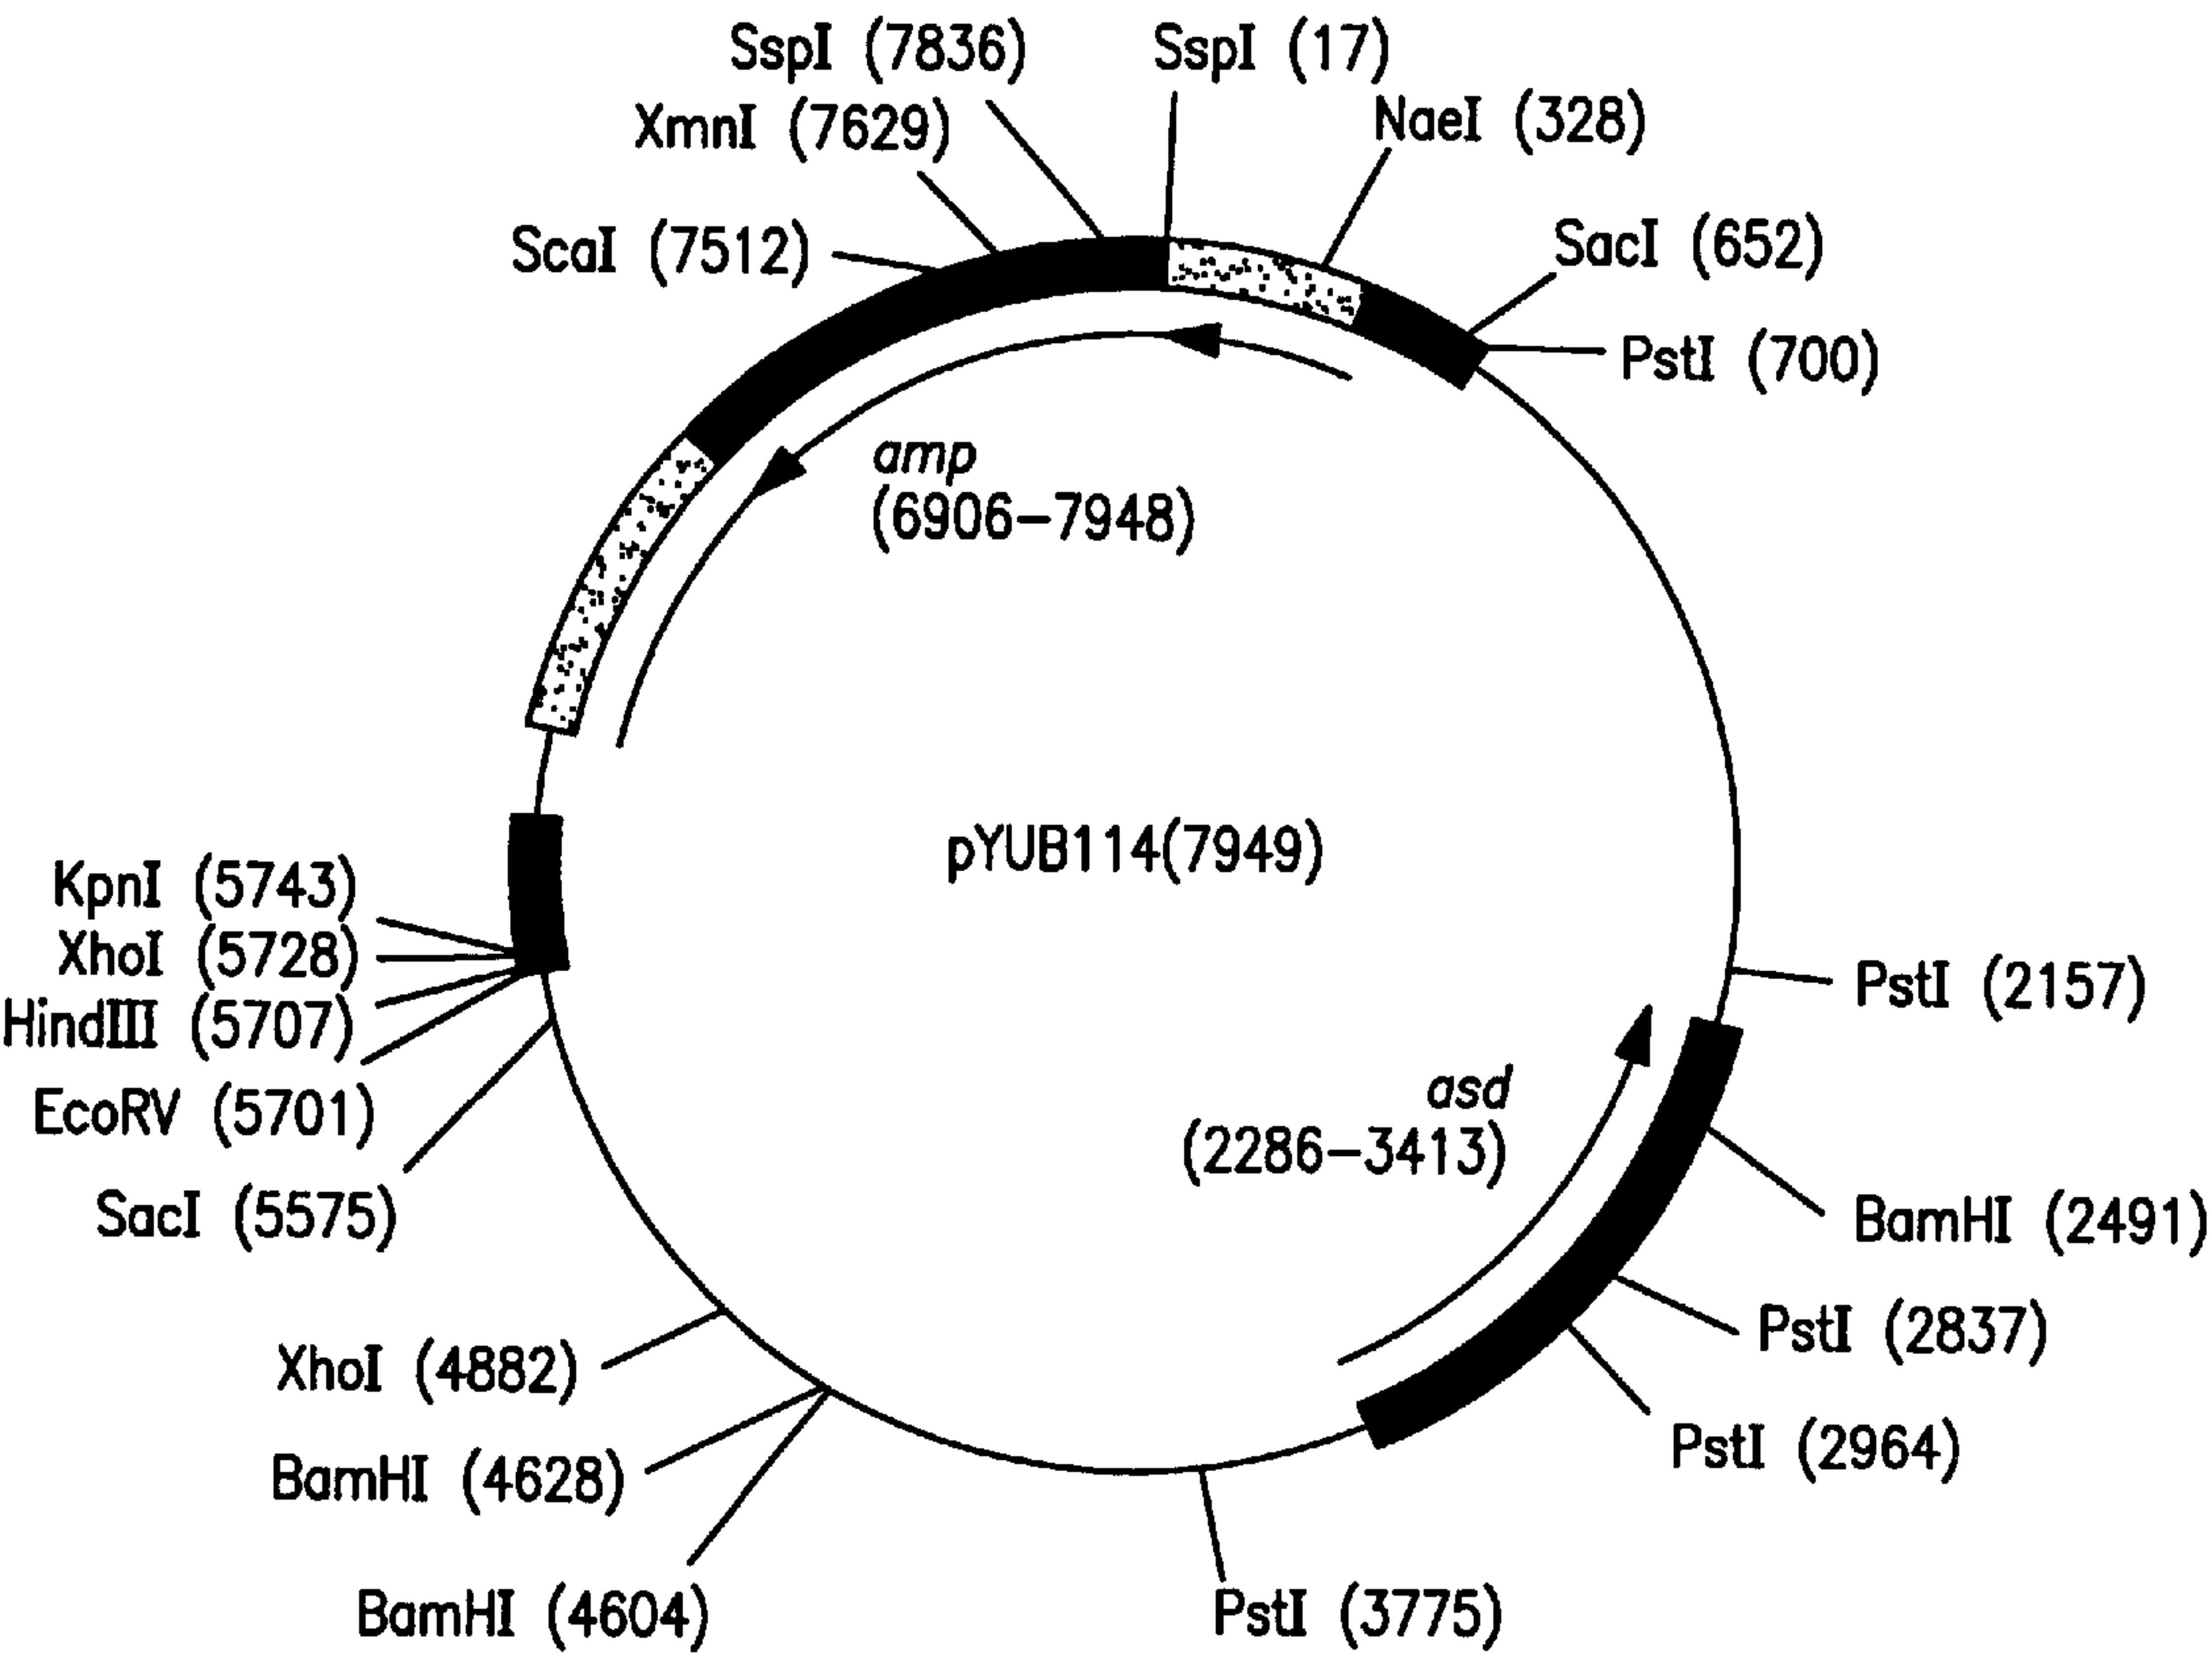 SspI (7836)
SspI (17)
XmnI (7629)
NaeI (328)
ScaI (7512)
SacI (652)
PstI (700)
amp
(6906-7948)
pYUB114(7949)
KpnI (5743)
XhoI (5728)
HindIII (5707)
EcoRV (5701)
SacI (5575)
PstI (2157)
asd
(2286-3413)
BamHI (2491)
PstI (2837)
XhoI (4882)
PstI (2964)
BamHI (4628)
BamHI (4604)
PstI (3775)